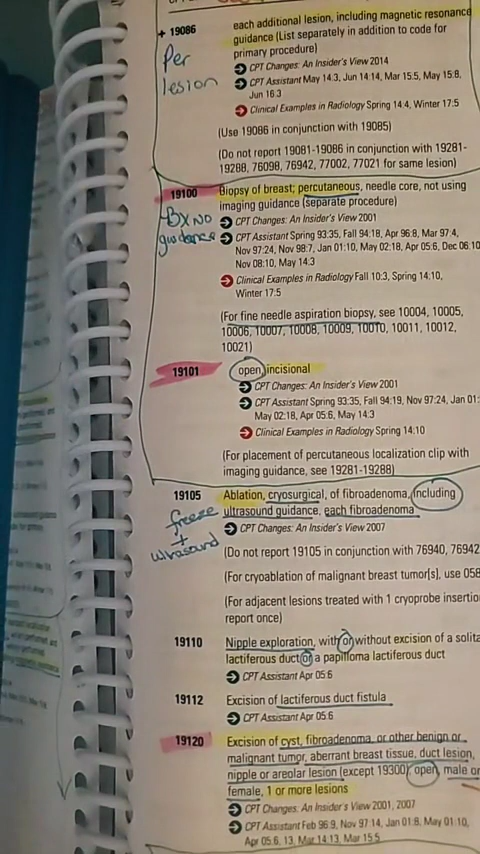 each additional lesion, including magnetic resonance
+ 19086 guidance (List separately in addition to code for
primary procedure)
Per
lesion
CPT Changes: An Insider's View 2014
CPT Assistant May 14:3, Jun 14:14, Mar 15:5, May 15:8,
Jun 16:3
Clinical Examples in Radiology Spring 14:4, Winter 17:5
(Use 19086 in conjunction with 19085)
(Do not report 19081-19086 in conjunction with 19281-
19288, 76098, 76942, 77002, 77021 for same lesion)
19100 Biopsy of breast; percutaneous, needle core, not using
imaging guidance (separate procedure)
Bx no
guidance
CPT Changes: An Insider's View 2001
CPT Assistant Spring 93:35, Fall 94:18, Apr 96:8, Mar 97:4,
Nov 97:24, Nov 98:7, Jan 01:10, May 02:18, Apr 05:6, Dec 06:10
Nov 08:10, May 14:3
Clinical Examples in Radiology Fall 10:3, Spring 14:10,
Winter 17:5
(For fine needle aspiration biopsy, see 10004, 10005,
10006, 10007, 10008, 10009, 10010, 10011, 10012,
10021)
19101 open, incisional
CPT Changes: An Insider's View 2001
CPT Assistant Spring 93:35, Fall 94:19, Nov 97:24, Jan 01:
May 02:18, Apr 05:6, May 14:3
Clinical Examples in Radiology Spring 14:10
(For placement of percutaneous localization clip with
imaging guidance, see 19281-19288)
19105 Ablation, cryosurgical, of fibroadenoma, including
ultrasound guidance, each fibroadenoma
freeze
+
ultrasound
CPT Changes: An Insider's View 2007
(Do not report 19105 in conjunction with 76940, 76942
(For cryoablation of malignant breast tumor[s], use 058
(For adjacent lesions treated with 1 cryoprobe insertio
report once)
19110 Nipple exploration, with or without excision of a solita
lactiferous duct or a papilloma lactiferous duct
CPT Assistant Apr 05:6
19112 Excision of lactiferous duct fistula
CPT Assistant Apr 05:6
19120 Excision of cyst, fibroadenoma, or other benign or
malignant tumor, aberrant breast tissue, duct lesion,
nipple or areolar lesion (except 19300), open, male or
female, 1 or more lesions
CPT Changes: An Insider's View 2001, 2007
CPT Assistant Feb 96:9, Nov 97:14, Jan 01:8, May 01:10,
Apr 05:6, 13, Mar 14:13, Mar 15:5